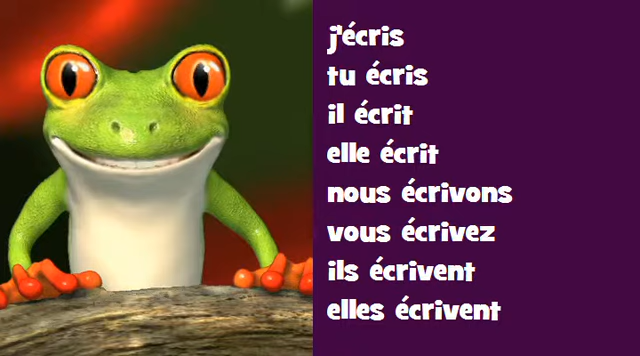 j'écris
tu écris
il écrit
elle écrit
nous écrivons
vous écrivez
ils écrivent
elles écrivent